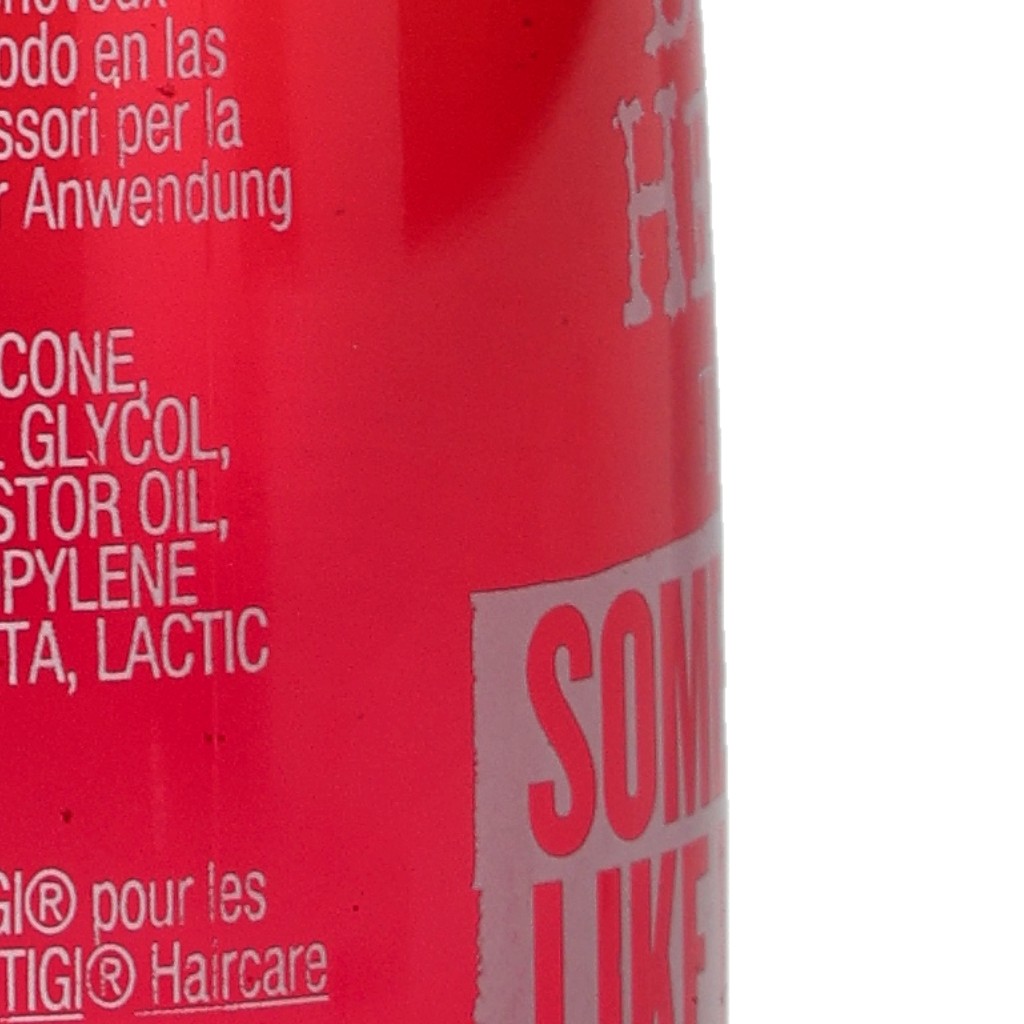 odo en las
ssori per la
r Anwendung
CONE,
GLYCOL,
STOR OIL,
PYLENE
TA, LACTIC
GI® pour les
TIGI® Haircare
SOM
LIKE